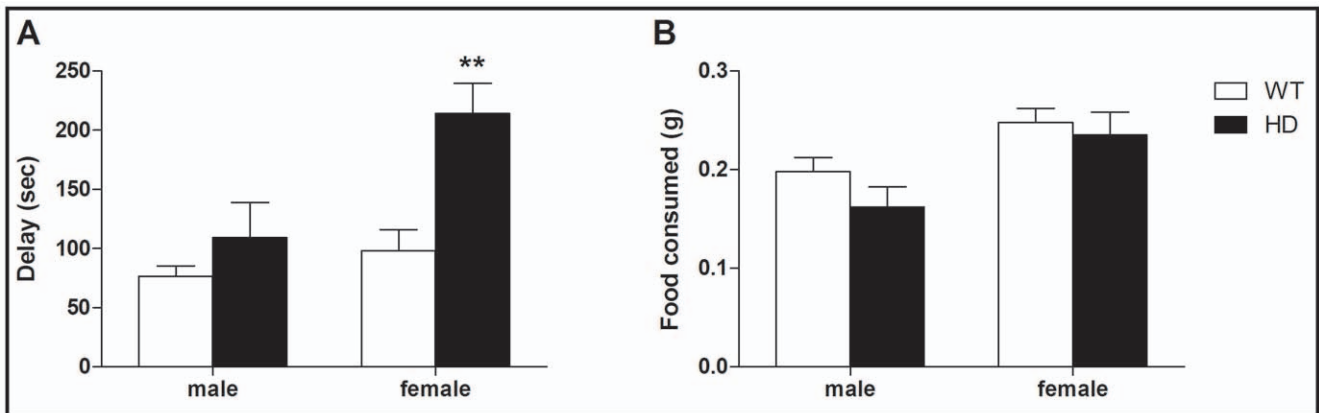 A
Delay (sec)
250
200
150
100
50
0
**
male
female
B
Food consumed (g)
0.3
0.2
0.1
0.0
male
female
WT
HD